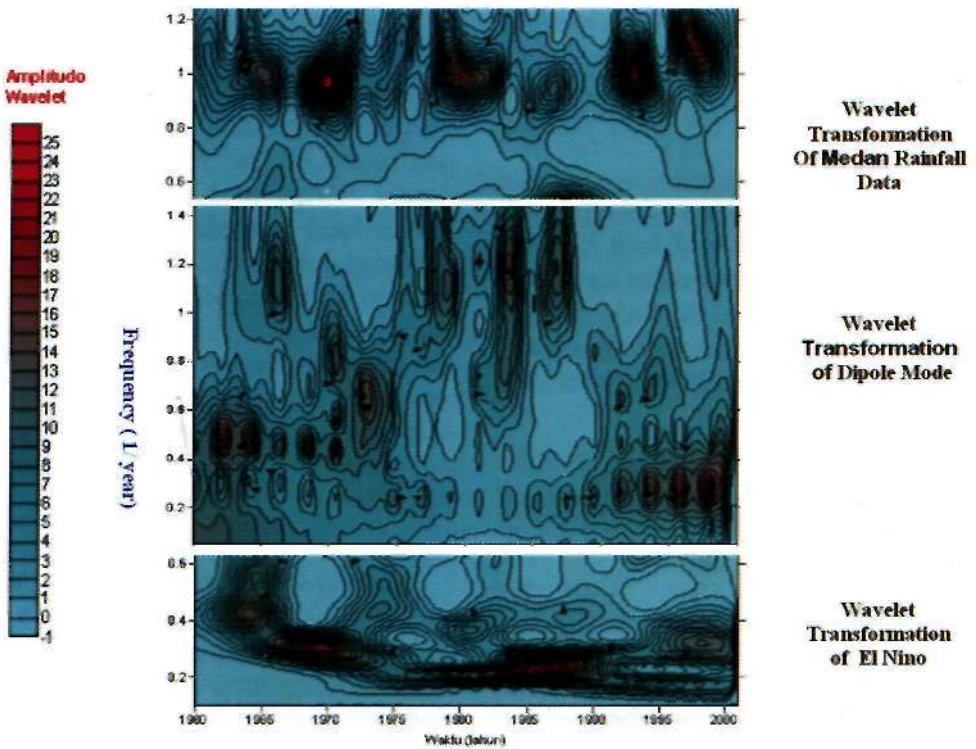 Amplitudo
Wavelet
25
24
23
22
21
20
19
18
17
16
15
14
13
12
11
10
9
8
7
6
5
4
3
2
1
0
-1
Frequency ( 1/ year)
1.2
1
0.8
0.6
Wavelet
Transformation
Of Medan Rainfall
Data
1.4
1.2
1
0.8
0.6
0.4
0.2
Wavelet
Transformation
of Dipole Mode
0.6
0.4
0.2
Wavelet
Transformation
of El Nino
1960 1965 1970 1975 1980 1985 1990 1995 2000
Waktu (tahun)